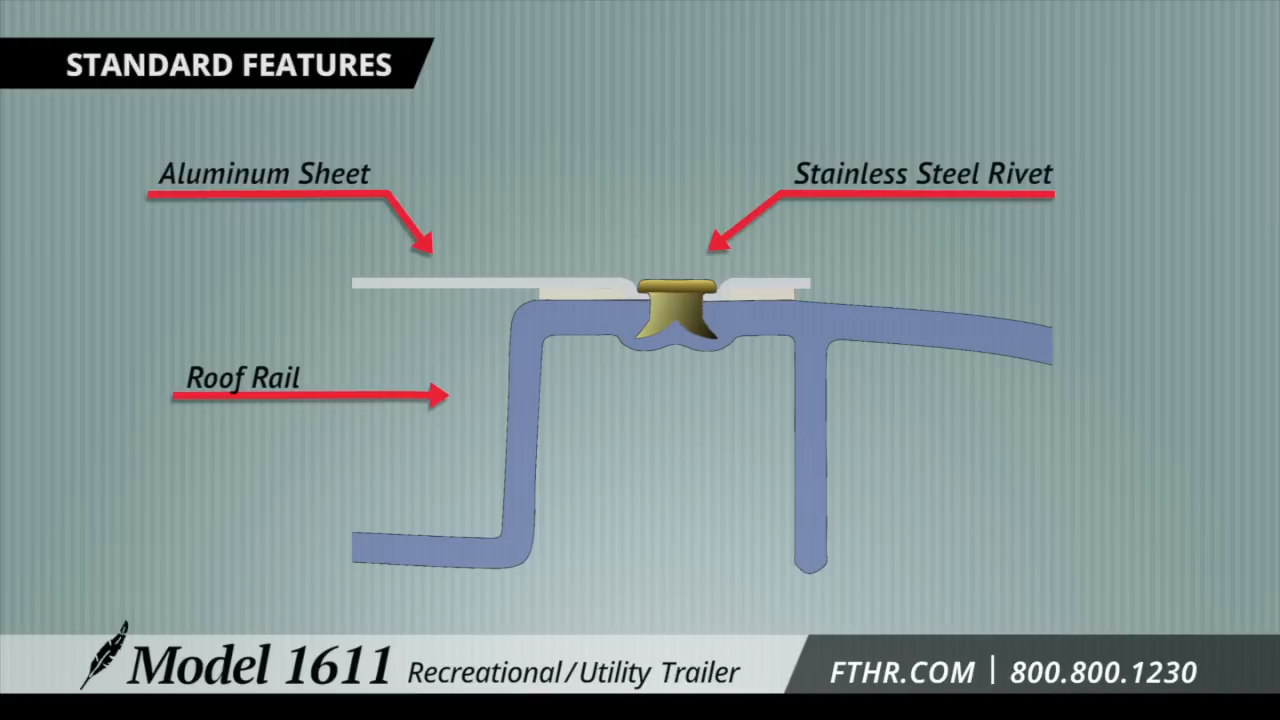 STANDARD FEATURES
Aluminum Sheet
Stainless Steel Rivet
Roof Rail
Model 1611 Recreational/Utility Trailer
FTHR.COM | 800.800.1230